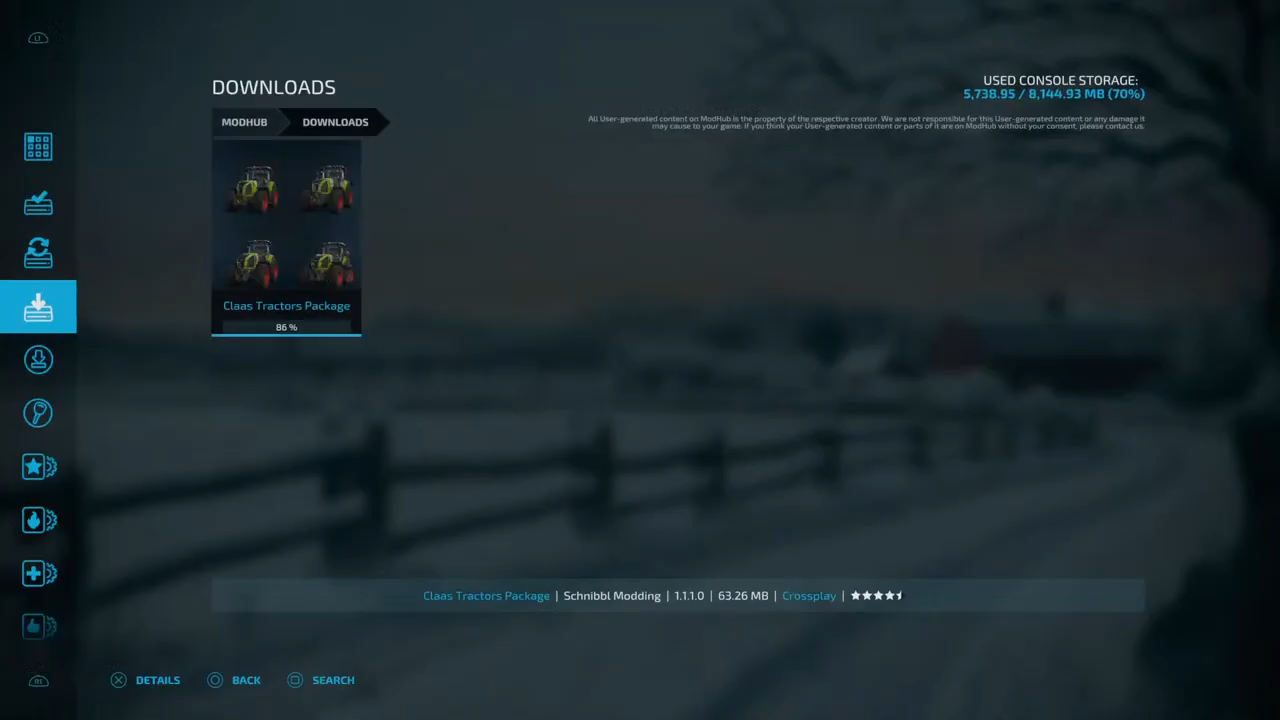 L1
DOWNLOADS
USED CONSOLE STORAGE:
5,738.95 / 8,144.93 MB (70%)
MODHUB
DOWNLOADS
All User-generated content on ModHub is the property of the respective creator. We are not responsible for this User-generated content or any damage it
may cause to your game. If you think your User-generated content or parts of it are on ModHub without your consent, please contact us.
Claas Tractors Package
86 %
Claas Tractors Package | Schnibbl Modding | 1.1.1.0 | 63.26 MB | Crossplay |
R1
DETAILS
BACK
SEARCH